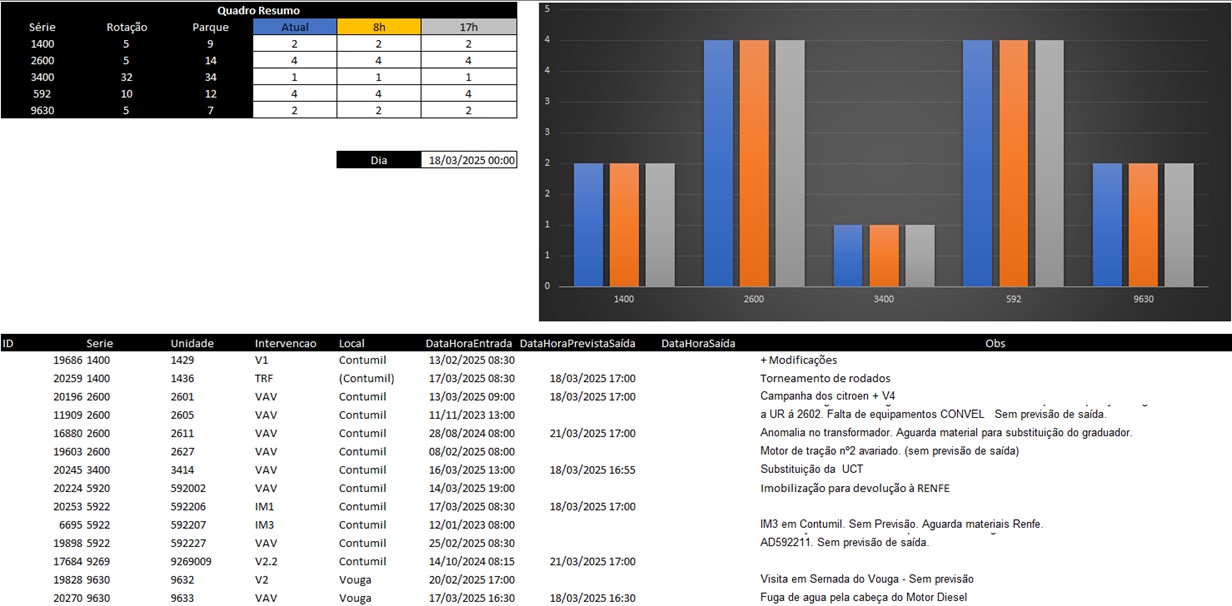 Quadro Resumo
Série Rotação Parque Atual 8h 17h
1400 5 9 2 2 2
2600 5 14 4 4 4
3400 32 34 1 1 1
592 10 12 4 4 4
9630 5 7 2 2 2
Dia 18/03/2025 00:00
5
4
4
3
3
2
2
1
1
0
1400 2600 3400 592 9630
ID Serie Unidade Intervencao Local DataHoraEntrada DataHoraPrevistaSaída DataHoraSaída Obs
19686 1400 1429 V1 Contumil 13/02/2025 08:30 + Modificações
20259 1400 1436 TRF (Contumil) 17/03/2025 08:30 18/03/2025 17:00 Torneamento de rodados
20196 2600 2601 VAV Contumil 13/03/2025 09:00 18/03/2025 17:00 Campanha dos citroen + V4
11909 2600 2605 VAV Contumil 11/11/2023 13:00 a UR á 2602. Falta de equipamentos CONVEL Sem previsão de saída.
16880 2600 2611 VAV Contumil 28/08/2024 08:00 21/03/2025 17:00 Anomalia no transformador. Aguarda material para substituição do graduador.
19603 2600 2627 VAV Contumil 08/02/2025 08:00 Motor de tração nº2 avariado. (sem previsão de saída)
20245 3400 3414 VAV Contumil 16/03/2025 13:00 18/03/2025 16:55 Substituição da UCT
20224 5920 592002 VAV Contumil 14/03/2025 19:00 Imobilização para devolução à RENFE
20253 5922 592206 IM1 Contumil 17/03/2025 08:30 18/03/2025 17:00
6695 5922 592207 IM3 Contumil 12/01/2023 08:00 IM3 em Contumil. Sem Previsão. Aguarda materiais Renfe.
19898 5922 592227 VAV Contumil 25/02/2025 08:30 AD592211. Sem previsão de saída.
17684 9269 9269009 V2.2 Contumil 14/10/2024 08:15 21/03/2025 17:00
19828 9630 9632 V2 Vouga 20/02/2025 17:00 Visita em Sernada do Vouga - Sem previsão
20270 9630 9633 VAV Vouga 17/03/2025 16:30 18/03/2025 16:30 Fuga de agua pela cabeça do Motor Diesel